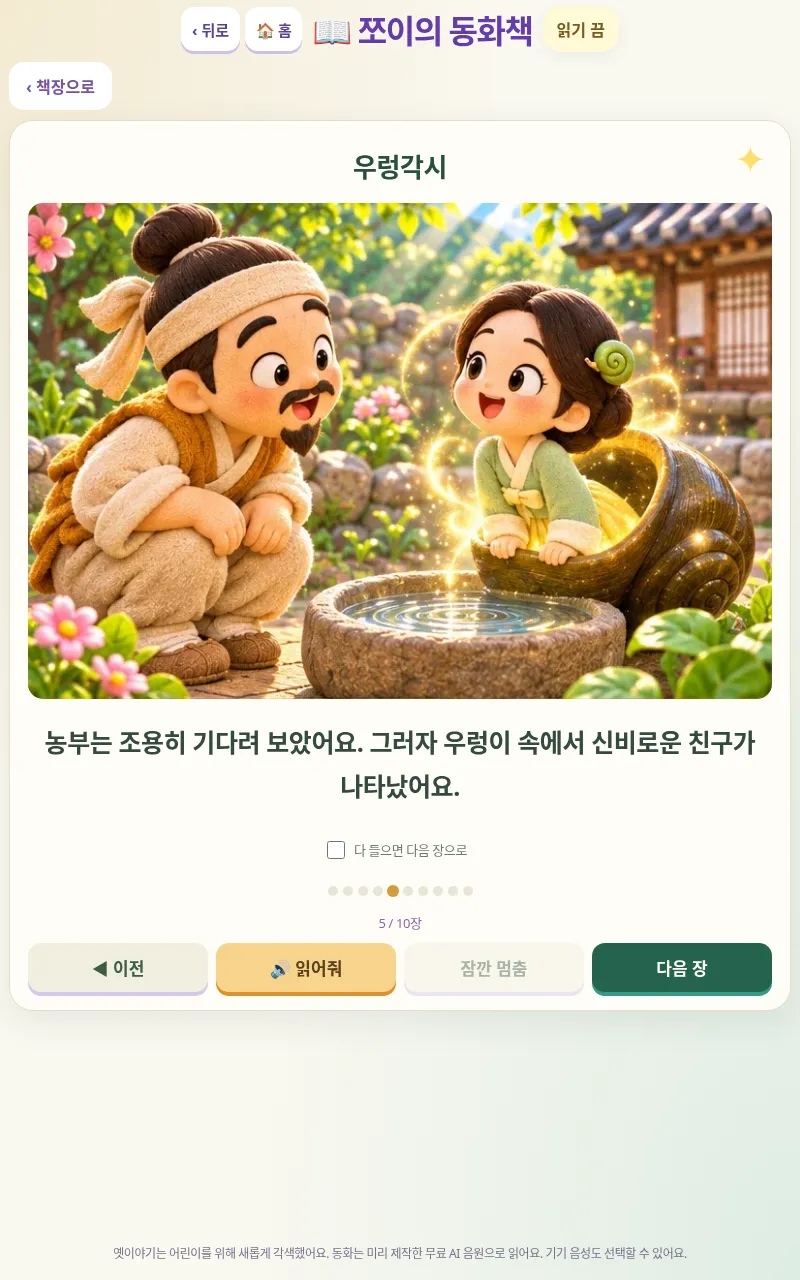 ‹ 뒤로 🏠 홈 📖 쪼이의 동화책 읽기 끝
‹ 책장으로
우렁각시
농부는 조용히 기다려 보았어요. 그러자 우렁이 속에서 신비로운 친구가
나타났어요.
다 들으면 다음 장으로
5 / 10장
◀ 이전 🔊 읽어줘 잠깐 멈춤 다음 장
옛이야기는 어린이를 위해 새롭게 각색했어요. 동화는 미리 제작한 무료 AI 음원으로 읽어요. 기기 음성도 선택할 수 있어요.